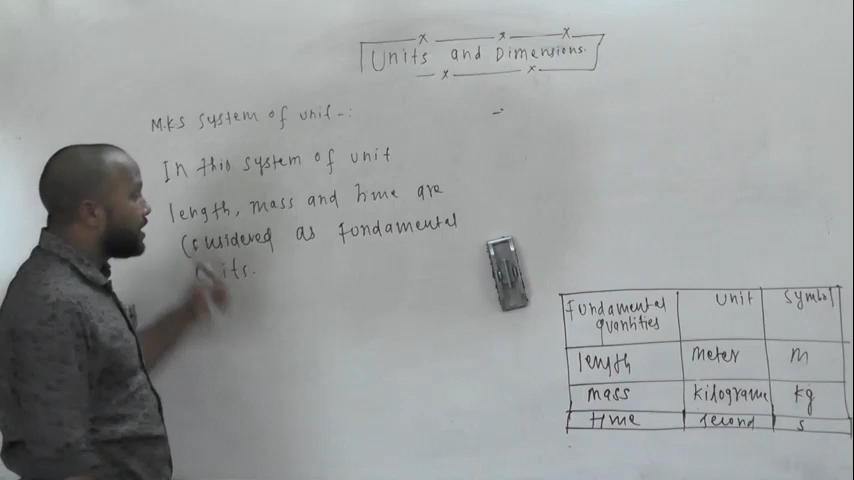 Units and Dimensions.
M.K.S System of unit -:
In this system of unit
length, mass and time are
Considered as fundamental
units.
Fundamental quantities Unit Symbol
length Meter m
mass kilograme kg
time second s